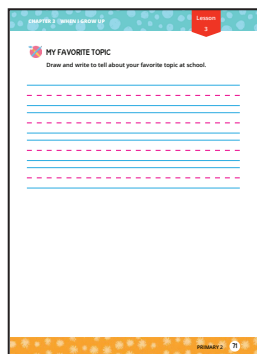 CHAPTER 2 WHEN I GROW UP
Lesson
3
MY FAVORITE TOPIC
Draw and write to tell about your favorite topic at school.
PRIMARY 2 71